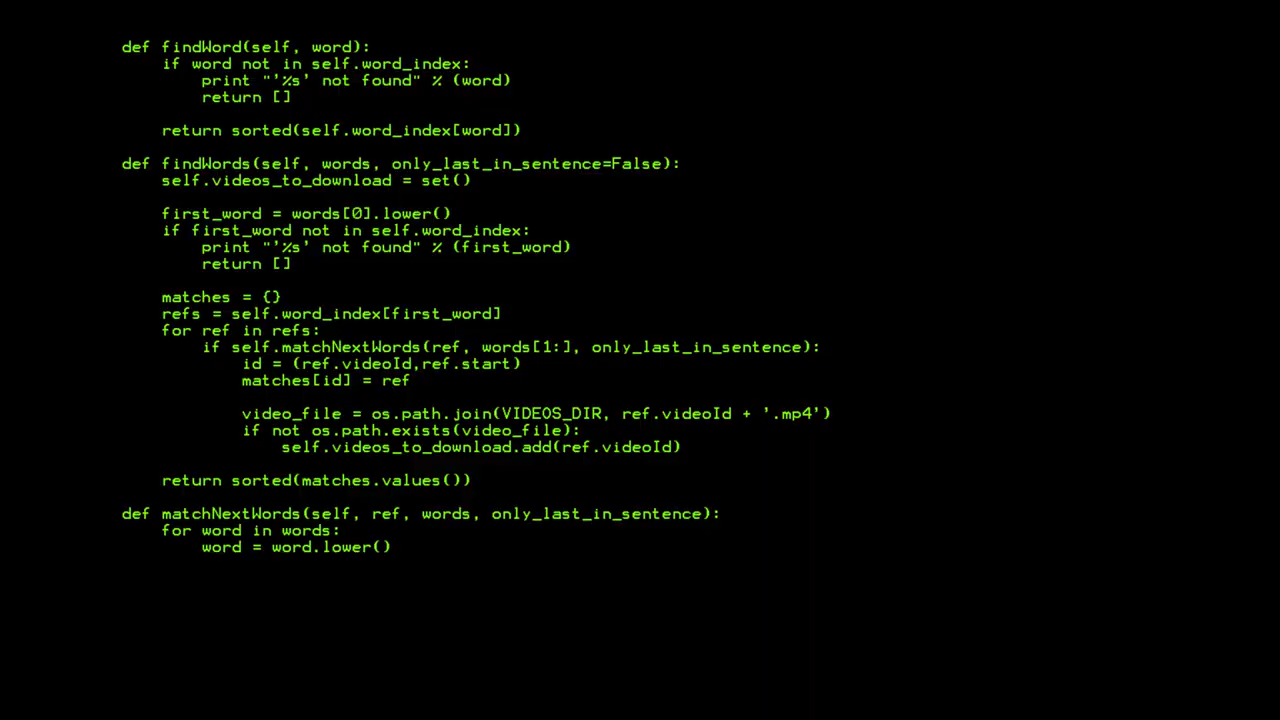 def findWord(self, word):
    if word not in self.word_index:
        print "'%s' not found" % (word)
        return []

    return sorted(self.word_index[word])

def findWords(self, words, only_last_in_sentence=False):
    self.videos_to_download = set()

    first_word = words[0].lower()
    if first_word not in self.word_index:
        print "'%s' not found" % (first_word)
        return []

    matches = {}
    refs = self.word_index[first_word]
    for ref in refs:
        if self.matchNextWords(ref, words[1:], only_last_in_sentence):
            id = (ref.videoId,ref.start)
            matches[id] = ref

            video_file = os.path.join(VIDEOS_DIR, ref.videoId + '.mp4')
            if not os.path.exists(video_file):
                self.videos_to_download.add(ref.videoId)

    return sorted(matches.values())

def matchNextWords(self, ref, words, only_last_in_sentence):
    for word in words:
        word = word.lower()